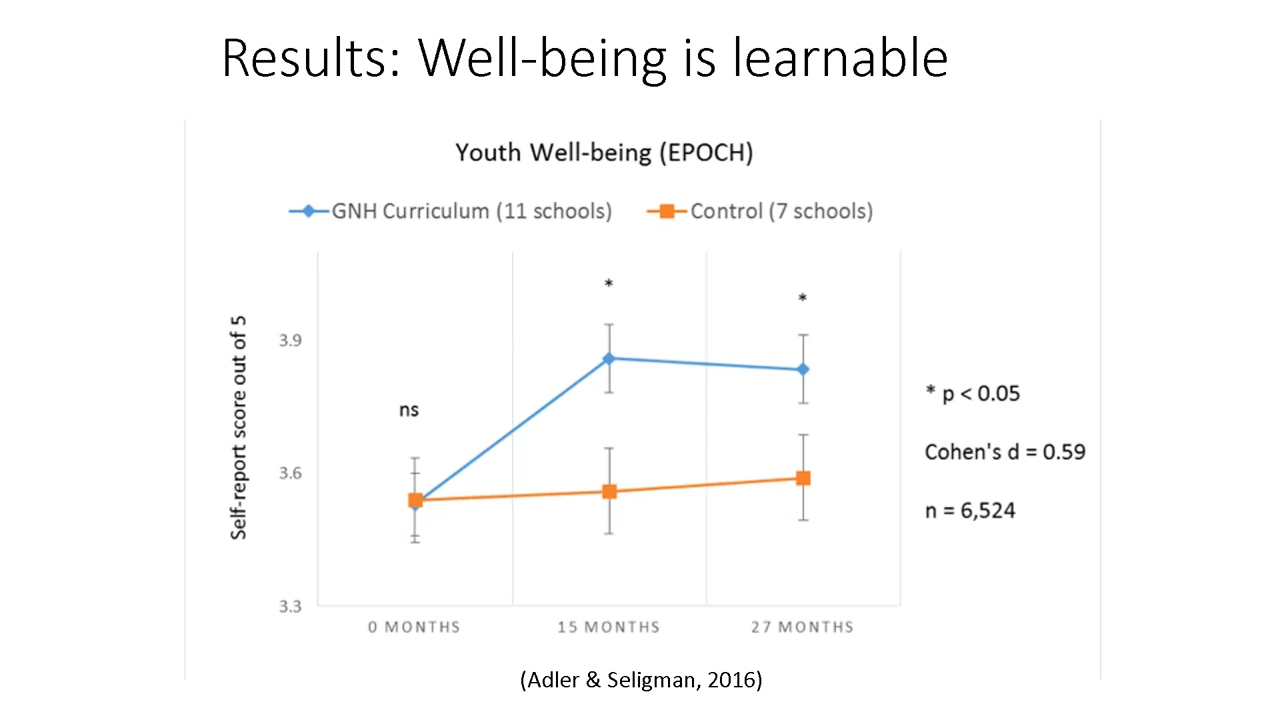 Results: Well-being is learnable
Youth Well-being (EPOCH)
GNH Curriculum (11 schools)
Control (7 schools)
Self-report score out of 5
3.9
3.6
3.3
ns
*
*
* p < 0.05
Cohen's d = 0.59
n = 6,524
0 MONTHS
15 MONTHS
27 MONTHS
(Adler & Seligman, 2016)